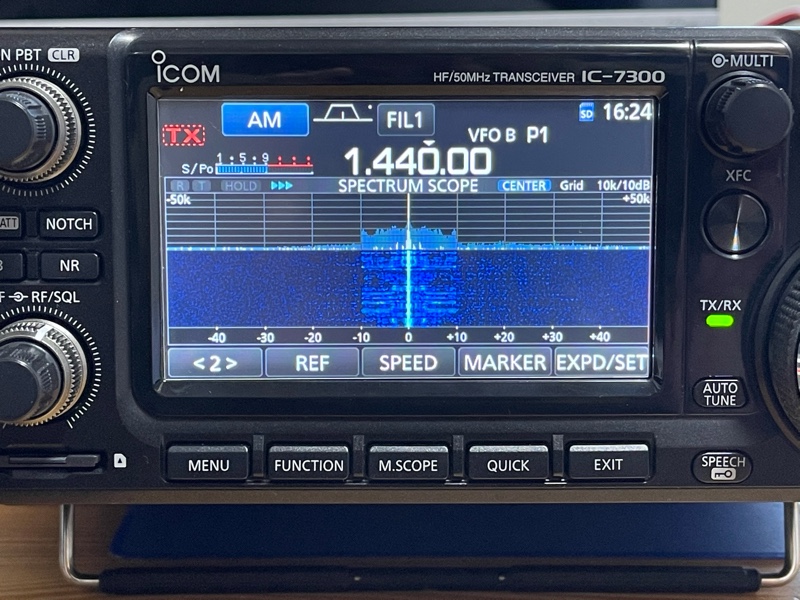 N PBT CLR
ICOM
HF/50MHz TRANSCEIVER IC-7300
MULTI
AM
FIL1
SD 16:24
TX
VFO B P1
S/Po 1 5 9
1.440.00
XFC
R T HOLD
SPECTRUM SCOPE
CENTER Grid 10k/10dB
-50k
+50k
ATT
NOTCH
NR
F RF/SQL
TX/RX
-40 -30 -20 -10 0 +10 +20 +30 +40
<2> REF SPEED MARKER EXPD/SET
AUTO
TUNE
MENU FUNCTION M.SCOPE QUICK EXIT
SPEECH